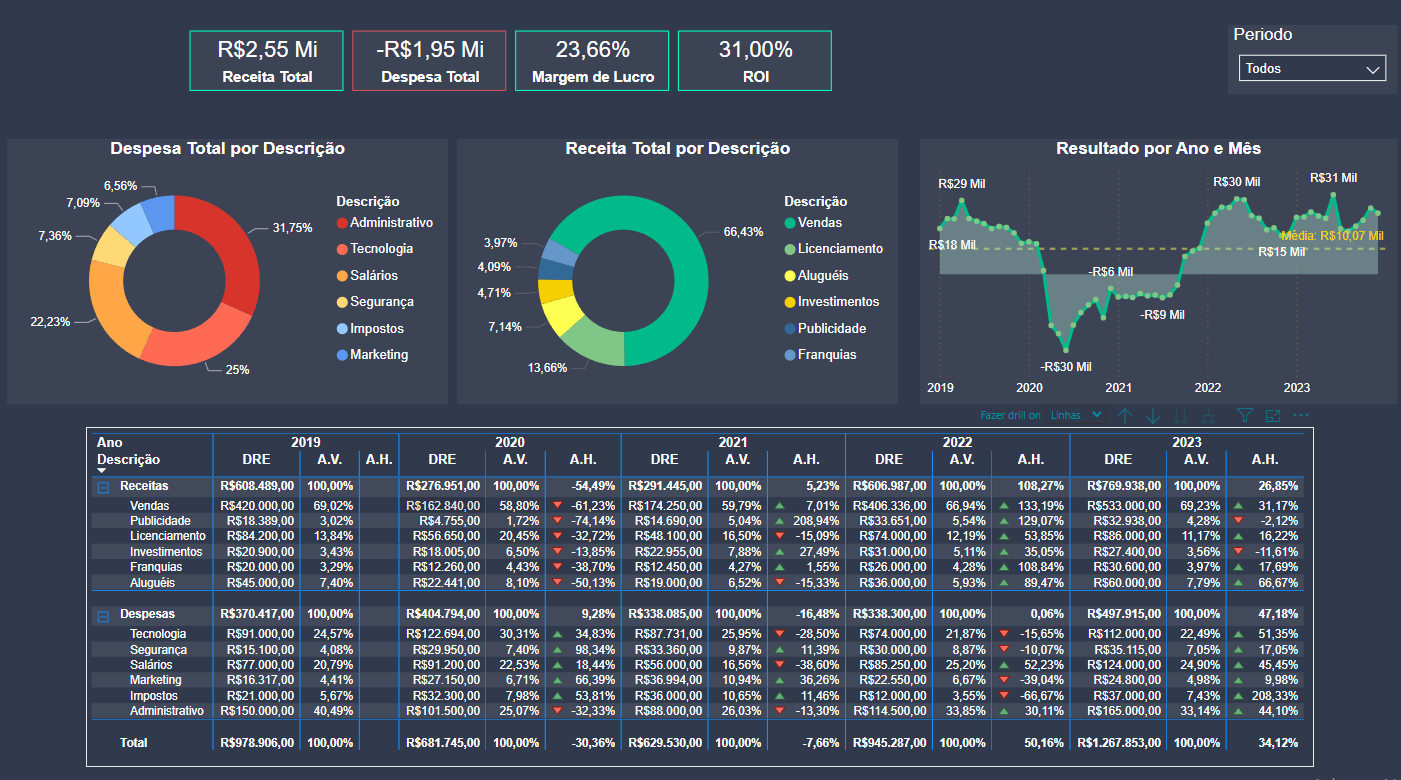 R$2,55 Mi
Receita Total
-R$1,95 Mi
Despesa Total
23,66%
Margem de Lucro
31,00%
ROI
Periodo
Todos
Despesa Total por Descrição
6,56%
7,09%
7,36%
22,23%
31,75%
25%
Descrição
Administrativo
Tecnologia
Salários
Segurança
Impostos
Marketing
Receita Total por Descrição
3,97%
4,09%
4,71%
7,14%
13,66%
66,43%
Descrição
Vendas
Licenciamento
Aluguéis
Investimentos
Publicidade
Franquias
Resultado por Ano e Mês
R$29 Mil
R$30 Mil
R$31 Mil
R$18 Mil
Média: R$10,07 Mil
R$15 Mil
-R$6 Mil
-R$9 Mil
-R$30 Mil
2019 2020 2021 2022 2023
Fazer drill on Linhas
Ano 2019 2020 2021 2022 2023
Descrição DRE A.V. A.H. DRE A.V. A.H. DRE A.V. A.H. DRE A.V. A.H. DRE A.V. A.H.
Receitas R$608.489,00 100,00% R$276.951,00 100,00% -54,49% R$291.445,00 100,00% 5,23% R$606.987,00 100,00% 108,27% R$769.938,00 100,00% 26,85%
Vendas R$420.000,00 69,02% R$162.840,00 58,80% -61,23% R$174.250,00 59,79% 7,01% R$406.336,00 66,94% 133,19% R$533.000,00 69,23% 31,17%
Publicidade R$18.389,00 3,02% R$4.755,00 1,72% -74,14% R$14.690,00 5,04% 208,94% R$33.651,00 5,54% 129,07% R$32.938,00 4,28% -2,12%
Licenciamento R$84.200,00 13,84% R$56.650,00 20,45% -32,72% R$48.100,00 16,50% -15,09% R$74.000,00 12,19% 53,85% R$86.000,00 11,17% 16,22%
Investimentos R$20.900,00 3,43% R$18.005,00 6,50% -13,85% R$22.955,00 7,88% 27,49% R$31.000,00 5,11% 35,05% R$27.400,00 3,56% -11,61%
Franquias R$20.000,00 3,29% R$12.260,00 4,43% -38,70% R$12.450,00 4,27% 1,55% R$26.000,00 4,28% 108,84% R$30.600,00 3,97% 17,69%
Aluguéis R$45.000,00 7,40% R$22.441,00 8,10% -50,13% R$19.000,00 6,52% -15,33% R$36.000,00 5,93% 89,47% R$60.000,00 7,79% 66,67%
Despesas R$370.417,00 100,00% R$404.794,00 100,00% 9,28% R$338.085,00 100,00% -16,48% R$338.300,00 100,00% 0,06% R$497.915,00 100,00% 47,18%
Tecnologia R$91.000,00 24,57% R$122.694,00 30,31% 34,83% R$87.731,00 25,95% -28,50% R$74.000,00 21,87% -15,65% R$112.000,00 22,49% 51,35%
Segurança R$15.100,00 4,08% R$29.950,00 7,40% 98,34% R$33.360,00 9,87% 11,39% R$30.000,00 8,87% -10,07% R$35.115,00 7,05% 17,05%
Salários R$77.000,00 20,79% R$91.200,00 22,53% 18,44% R$56.000,00 16,56% -38,60% R$85.250,00 25,20% 52,23% R$124.000,00 24,90% 45,45%
Marketing R$16.317,00 4,41% R$27.150,00 6,71% 66,39% R$36.994,00 10,94% 36,26% R$22.550,00 6,67% -39,04% R$24.800,00 4,98% 9,98%
Impostos R$21.000,00 5,67% R$32.300,00 7,98% 53,81% R$36.000,00 10,65% 11,46% R$12.000,00 3,55% -66,67% R$37.000,00 7,43% 208,33%
Administrativo R$150.000,00 40,49% R$101.500,00 25,07% -32,33% R$88.000,00 26,03% -13,30% R$114.500,00 33,85% 30,11% R$165.000,00 33,14% 44,10%
Total R$978.906,00 100,00% R$681.745,00 100,00% -30,36% R$629.530,00 100,00% -7,66% R$945.287,00 100,00% 50,16% R$1.267.853,00 100,00% 34,12%